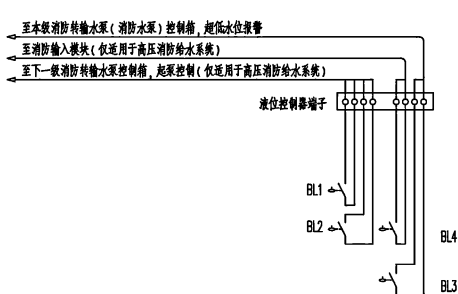 至本级消防转输水泵(消防水泵)控制箱，超低水位报警
至消防输入模块(仅适用于高压消防给水系统)
至下一级消防转输水泵控制箱，起泵控制(仅适用于高压消防给水系统)
液位控制器端子
BL1
BL2
BL4
BL3